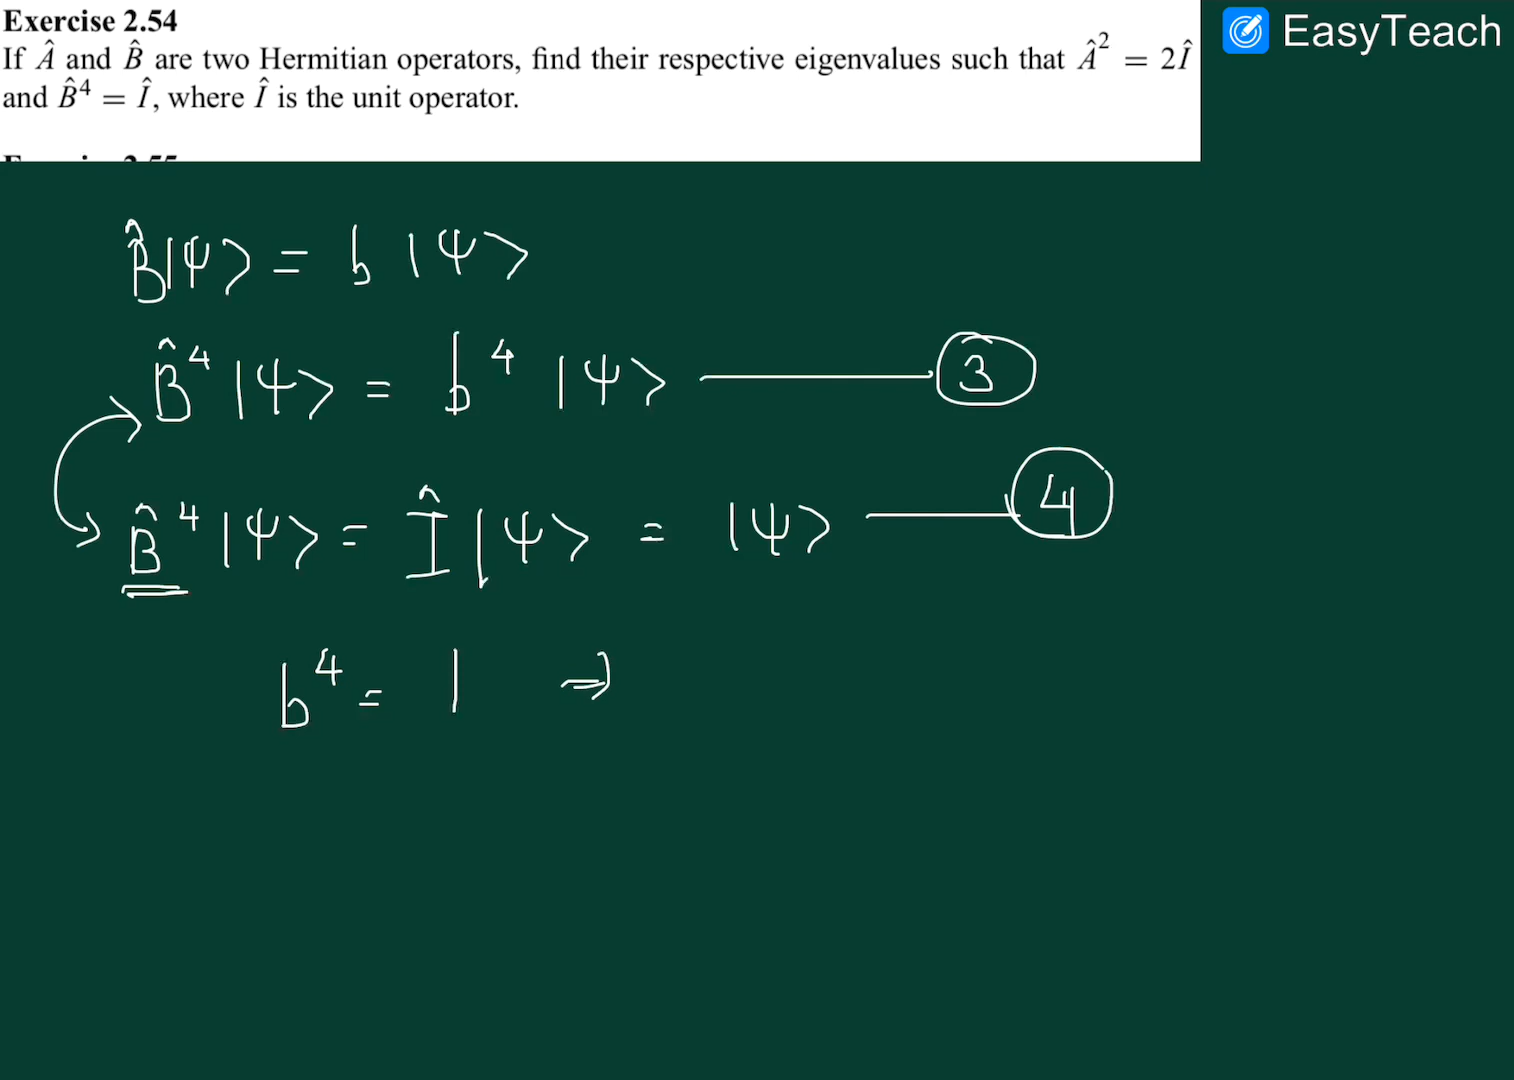 Exercise 2.54
EasyTeach
If Â and B̂ are two Hermitian operators, find their respective eigenvalues such that Â² = 2Î
and B̂⁴ = Î, where Î is the unit operator.
B̂|ψ⟩ = b|ψ⟩
B̂⁴|ψ⟩ = b⁴|ψ⟩ — 3
B̂⁴|ψ⟩ = Î|ψ⟩ = |ψ⟩ — 4
b⁴ = 1 ⇒